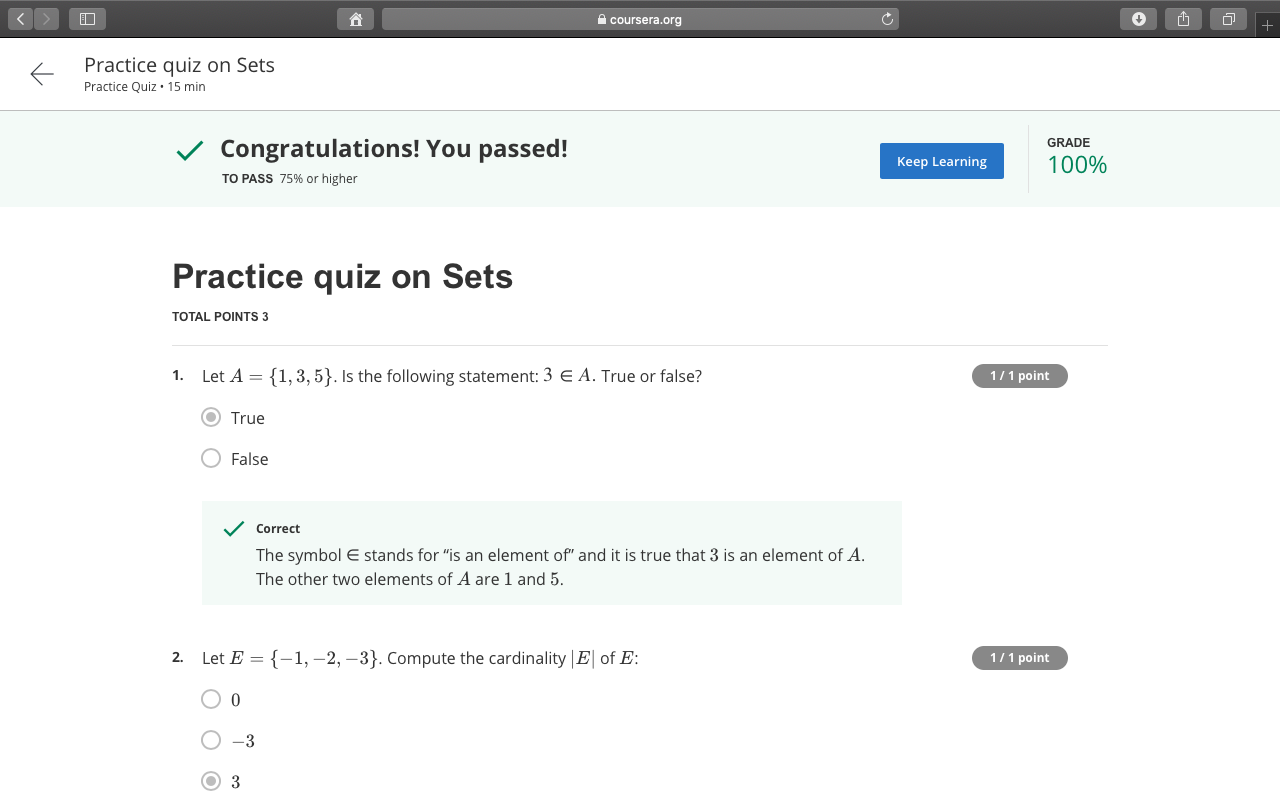 coursera.org
Practice quiz on Sets
Practice Quiz • 15 min
Congratulations! You passed!
TO PASS 75% or higher
Keep Learning
GRADE
100%
Practice quiz on Sets
TOTAL POINTS 3
1. Let A = {1, 3, 5}. Is the following statement: 3 ∈ A. True or false?
1 / 1 point
True
False
Correct
The symbol ∈ stands for “is an element of” and it is true that 3 is an element of A.
The other two elements of A are 1 and 5.
2. Let E = {−1, −2, −3}. Compute the cardinality |E| of E:
1 / 1 point
0
−3
3